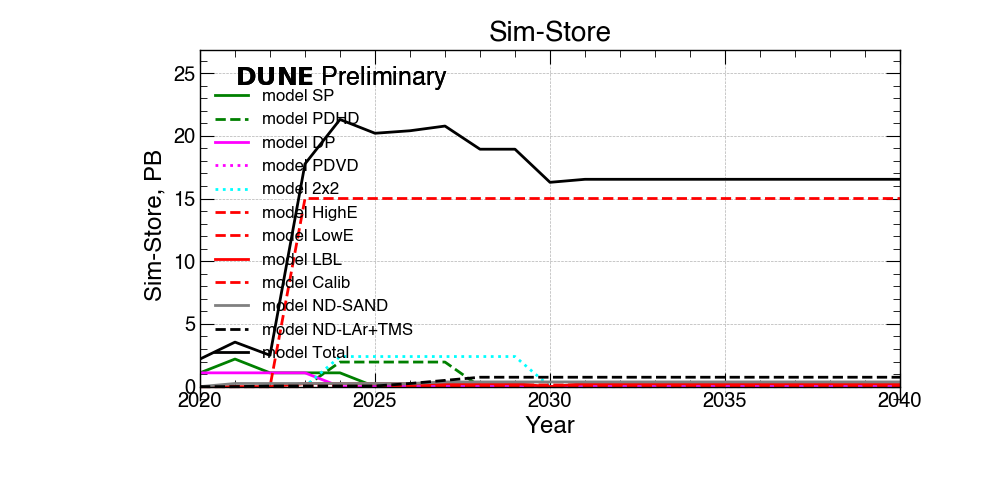 Sim-Store
DUNE Preliminary
model SP
model PDHD
model DP
model PDVD
model 2x2
model HighE
model LowE
model LBL
model Calib
model ND-SAND
model ND-LAr+TMS
model Total
25
20
15
10
5
0
Sim-Store, PB
2020 2025 2030 2035 2040
Year